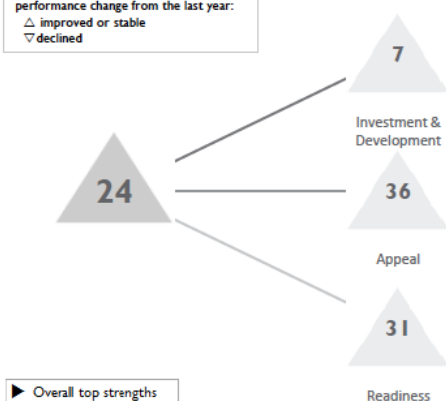 performance change from the last year:
△ improved or stable
▽ declined
7
Investment &
Development
24
36
Appeal
31
Readiness
▶ Overall top strengths